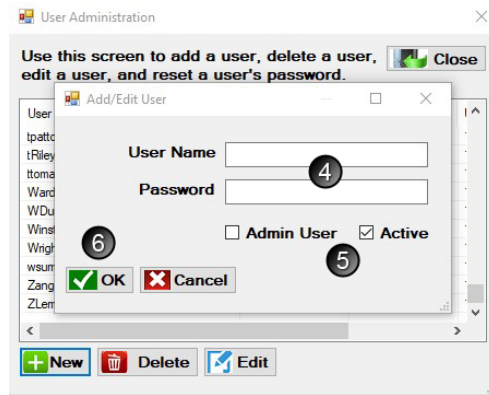 User Administration
Use this screen to add a user, delete a user,
edit a user, and reset a user's password.
Close
Add/Edit User
User
tpatto
tRiley
ttoma
Ward
WDu
Winst
Wrigh
wsum
Zang
ZLem
User Name
4
Password
Admin User
Active
5
6
OK
Cancel
New
Delete
Edit